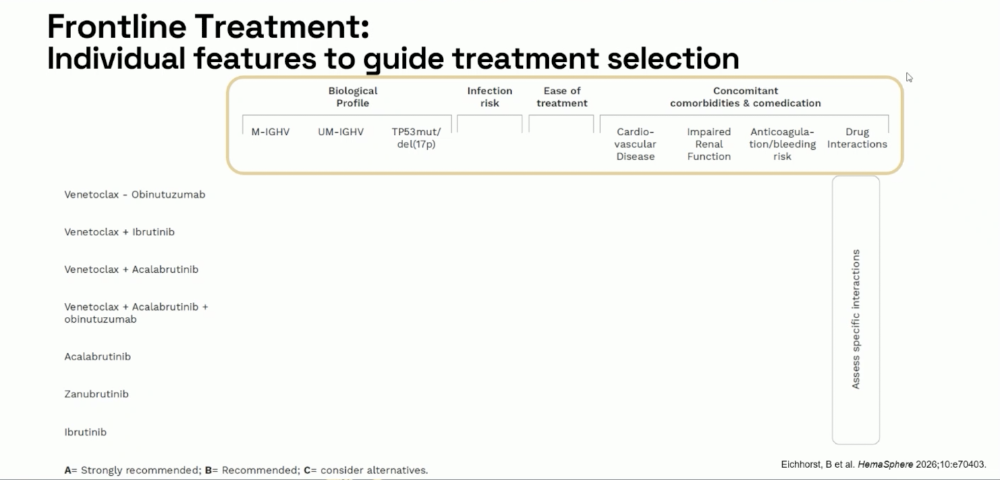 Frontline Treatment:
Individual features to guide treatment selection
Biological
Profile
Infection
risk
Ease of
treatment
Concomitant
comorbidities & comedication
M-IGHV
UM-IGHV
TP53mut/
del(17p)
Cardio-
vascular
Disease
Impaired
Renal
Function
Anticoagula-
tion/bleeding
risk
Drug
Interactions
Venetoclax - Obinutuzumab
Venetoclax + Ibrutinib
Venetoclax + Acalabrutinib
Venetoclax + Acalabrutinib +
obinutuzumab
Acalabrutinib
Zanubrutinib
Ibrutinib
Assess specific interactions
A= Strongly recommended; B= Recommended; C= consider alternatives.
Eichhorst, B et al. HemaSphere 2026;10:e70403.